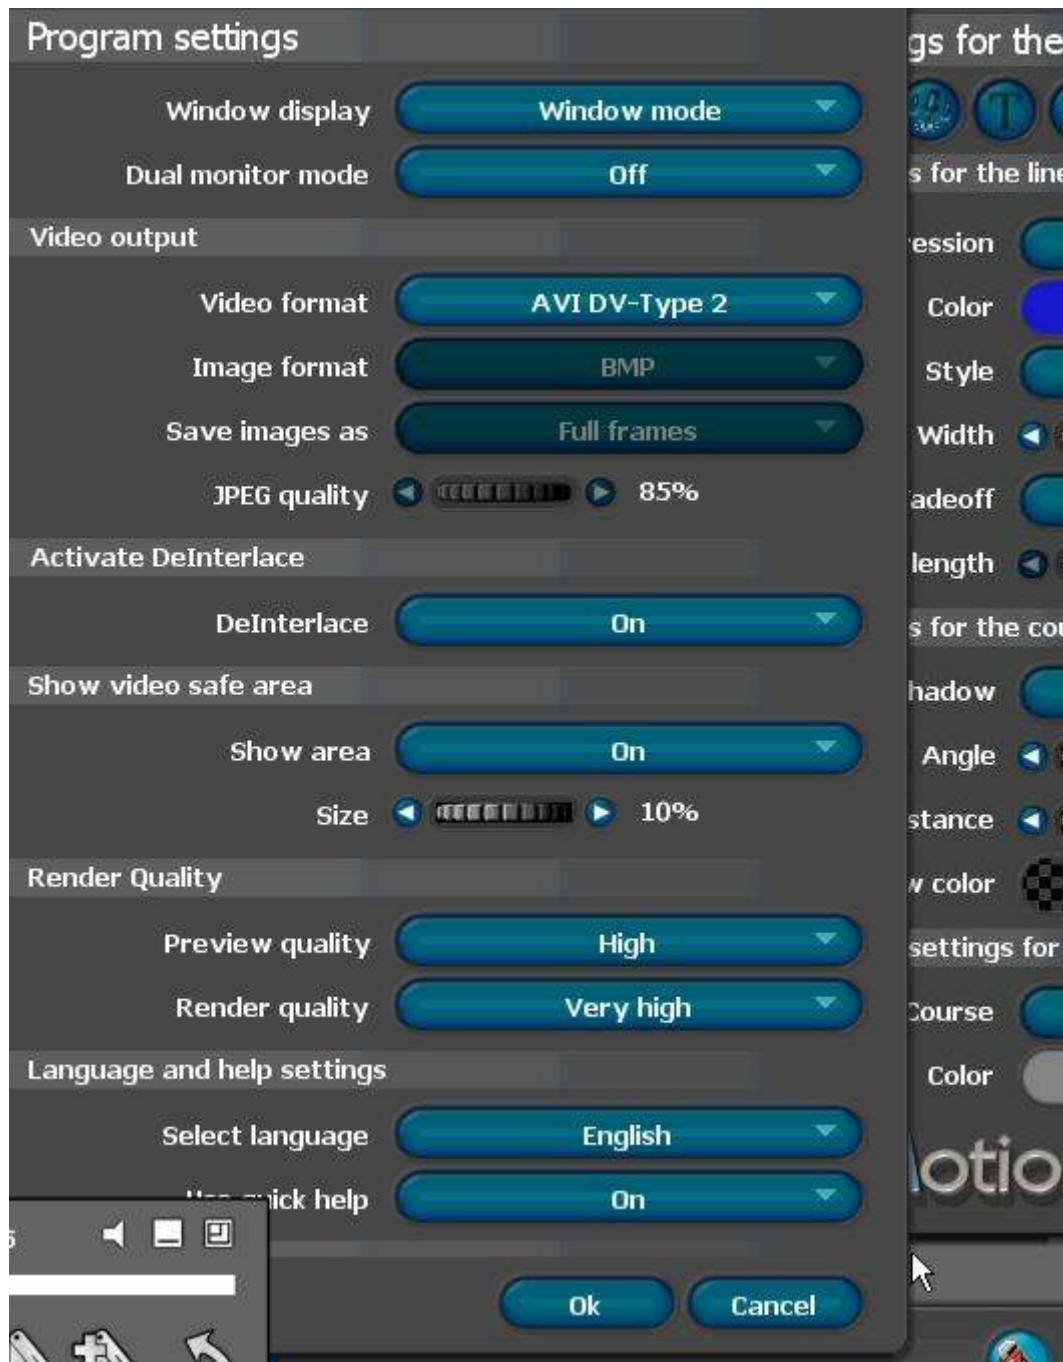 Program settings
Window display Window mode
Dual monitor mode Off
Video output
Video format AVI DV-Type 2
Image format BMP
Save images as Full frames
JPEG quality 85%
Activate DeInterlace
DeInterlace On
Show video safe area
Show area On
Size 10%
Render Quality
Preview quality High
Render quality Very high
Language and help settings
Select language English
quick help On
Ok Cancel
gs for the
T
s for the line
ession
Color
Style
Width
adeoff
length
s for the cou
hadow
Angle
stance
w color
settings for
Course
Color
otio